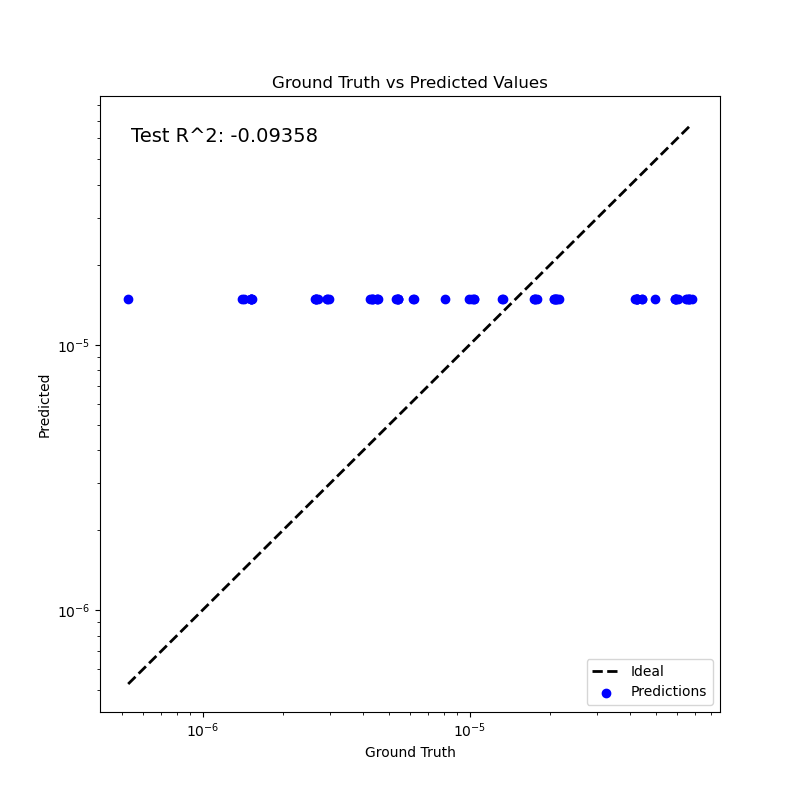 Ground Truth vs Predicted Values
Test R^2: -0.09358
Predicted
10⁻⁵
10⁻⁶
Ideal
Predictions
10⁻⁶
10⁻⁵
Ground Truth